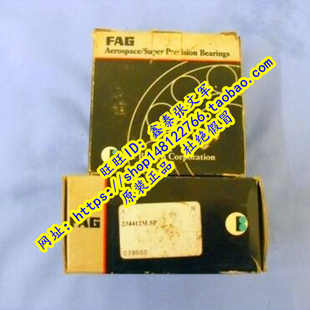 FAG
Aerospace/Super Precision Bearings
Corporation
旺旺ID：鑫泰张文军
网址：https://shop148122766.taobao.com
原装正品 杜绝假冒
FAG
N
234412M.SP
079550